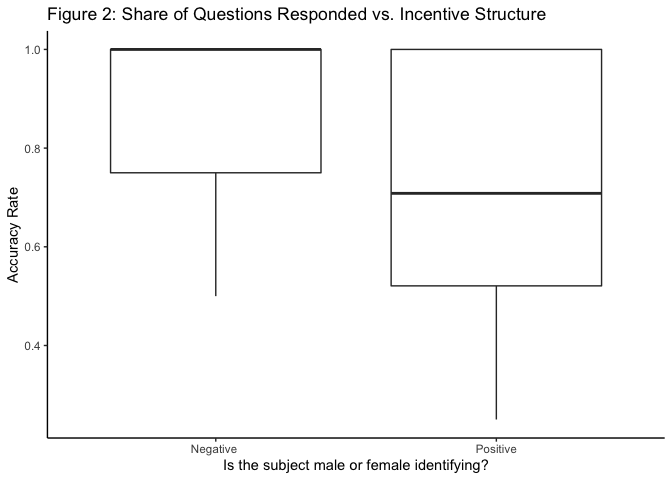 Figure 2: Share of Questions Responded vs. Incentive Structure
Accuracy Rate
1.0
0.8
0.6
0.4
Negative
Positive
Is the subject male or female identifying?